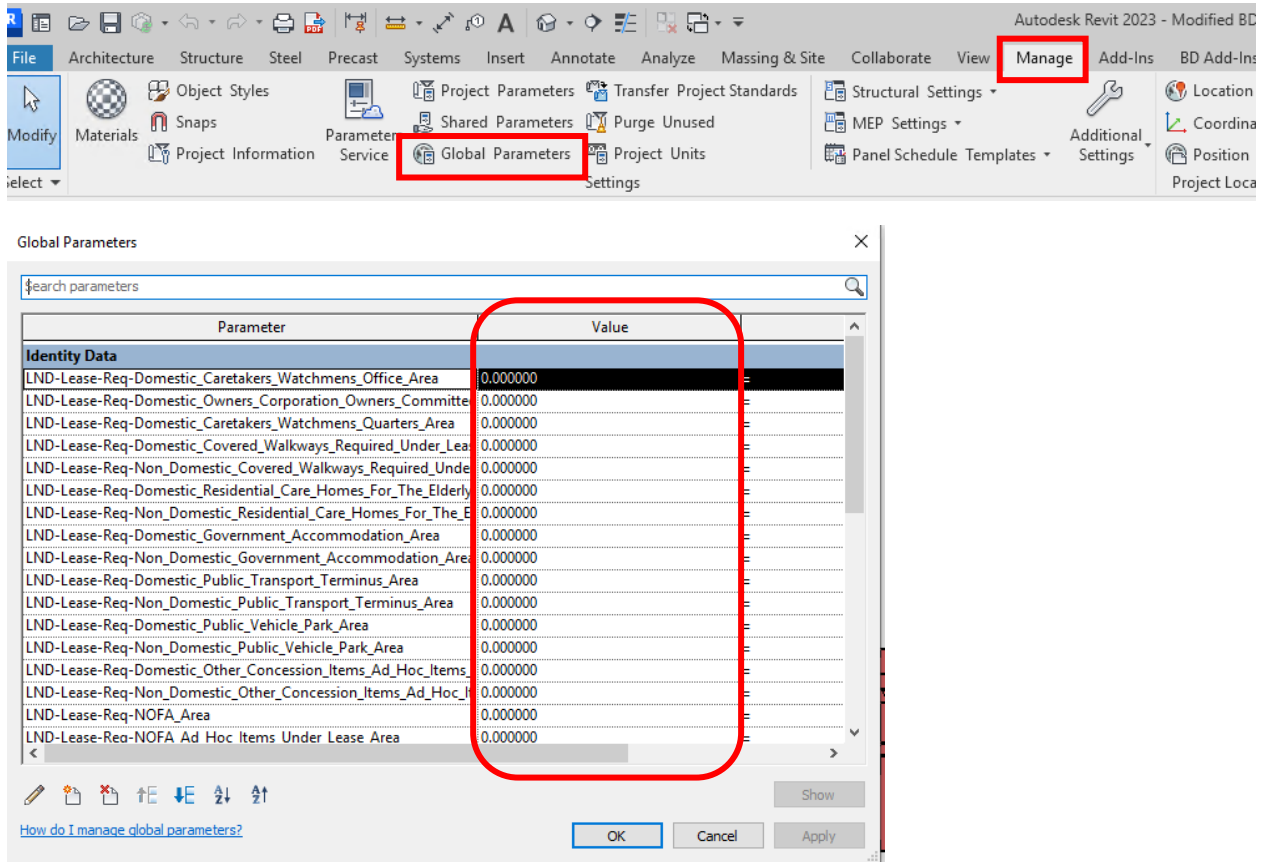 R Autodesk Revit 2023 - Modified BD
File Architecture Structure Steel Precast Systems Insert Annotate Analyze Massing & Site Collaborate View Manage Add-Ins BD Add-Ins
Modify
Materials
Object Styles
Snaps
Project Information
Parameter
Service
Project Parameters
Shared Parameters
Global Parameters
Transfer Project Standards
Purge Unused
Project Units
Structural Settings
MEP Settings
Panel Schedule Templates
Additional
Settings
Location
Coordina
Position
Select
Settings
Project Loca
Global Parameters
Search parameters
Parameter Value
Identity Data
LND-Lease-Req-Domestic_Caretakers_Watchmens_Office_Area 0.000000 =
LND-Lease-Req-Domestic_Owners_Corporation_Owners_Committe 0.000000 =
LND-Lease-Req-Domestic_Caretakers_Watchmens_Quarters_Area 0.000000 =
LND-Lease-Req-Domestic_Covered_Walkways_Required_Under_Lea 0.000000 =
LND-Lease-Req-Non_Domestic_Covered_Walkways_Required_Unde 0.000000 =
LND-Lease-Req-Domestic_Residential_Care_Homes_For_The_Elderly 0.000000 =
LND-Lease-Req-Non_Domestic_Residential_Care_Homes_For_The_E 0.000000 =
LND-Lease-Req-Domestic_Government_Accommodation_Area 0.000000 =
LND-Lease-Req-Non_Domestic_Government_Accommodation_Area 0.000000 =
LND-Lease-Req-Domestic_Public_Transport_Terminus_Area 0.000000 =
LND-Lease-Req-Non_Domestic_Public_Transport_Terminus_Area 0.000000 =
LND-Lease-Req-Domestic_Public_Vehicle_Park_Area 0.000000 =
LND-Lease-Req-Non_Domestic_Public_Vehicle_Park_Area 0.000000 =
LND-Lease-Req-Domestic_Other_Concession_Items_Ad_Hoc_Items_ 0.000000 =
LND-Lease-Req-Non_Domestic_Other_Concession_Items_Ad_Hoc_It 0.000000 =
LND-Lease-Req-NOFA_Area 0.000000 =
LND-Lease-Req-NOFA_Ad_Hoc_Items_Under_Lease_Area 0.000000 =
Show
How do I manage global parameters?
OK Cancel Apply